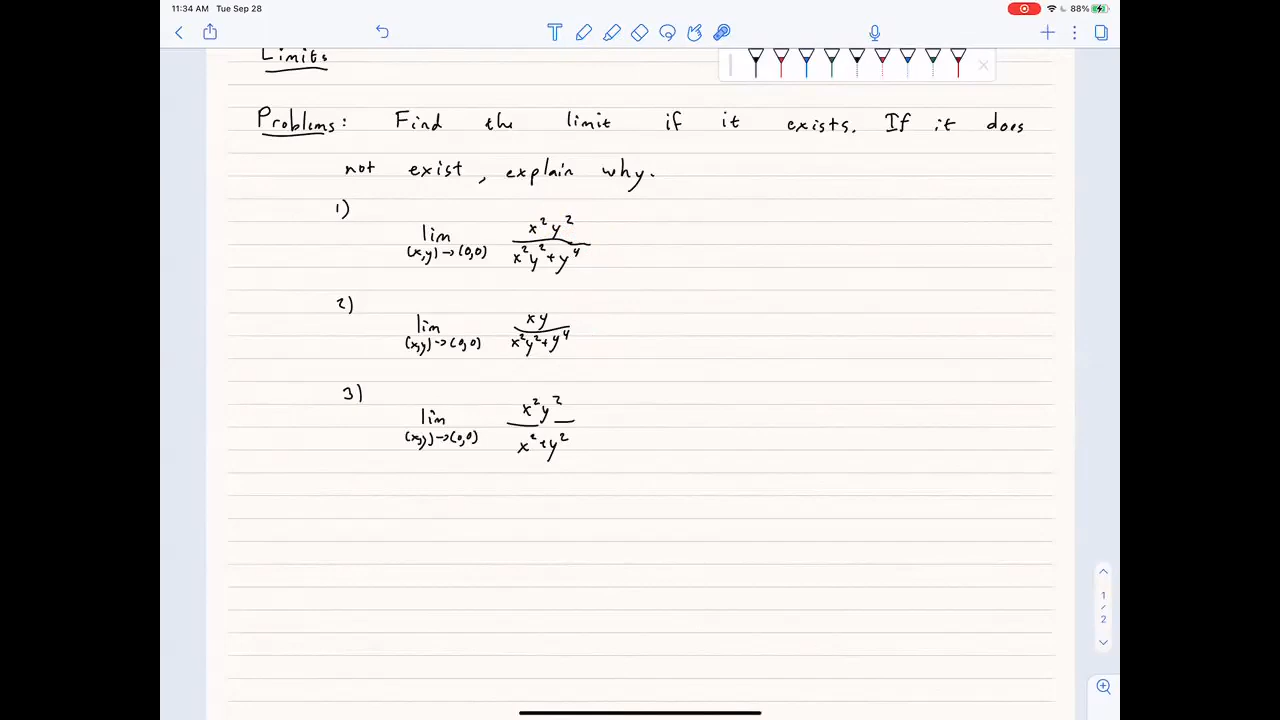 11:34 AM Tue Sep 28
88%
Limits
Problems: Find the limit if it exists. If it does
not exist, explain why.
1)
lim (x,y)→(0,0) x²y² / x²y²+y⁴
2)
lim (x,y)→(0,0) xy / x²y²+y⁴
3)
lim (x,y)→(0,0) x²y² / x²+y²
1
/
2